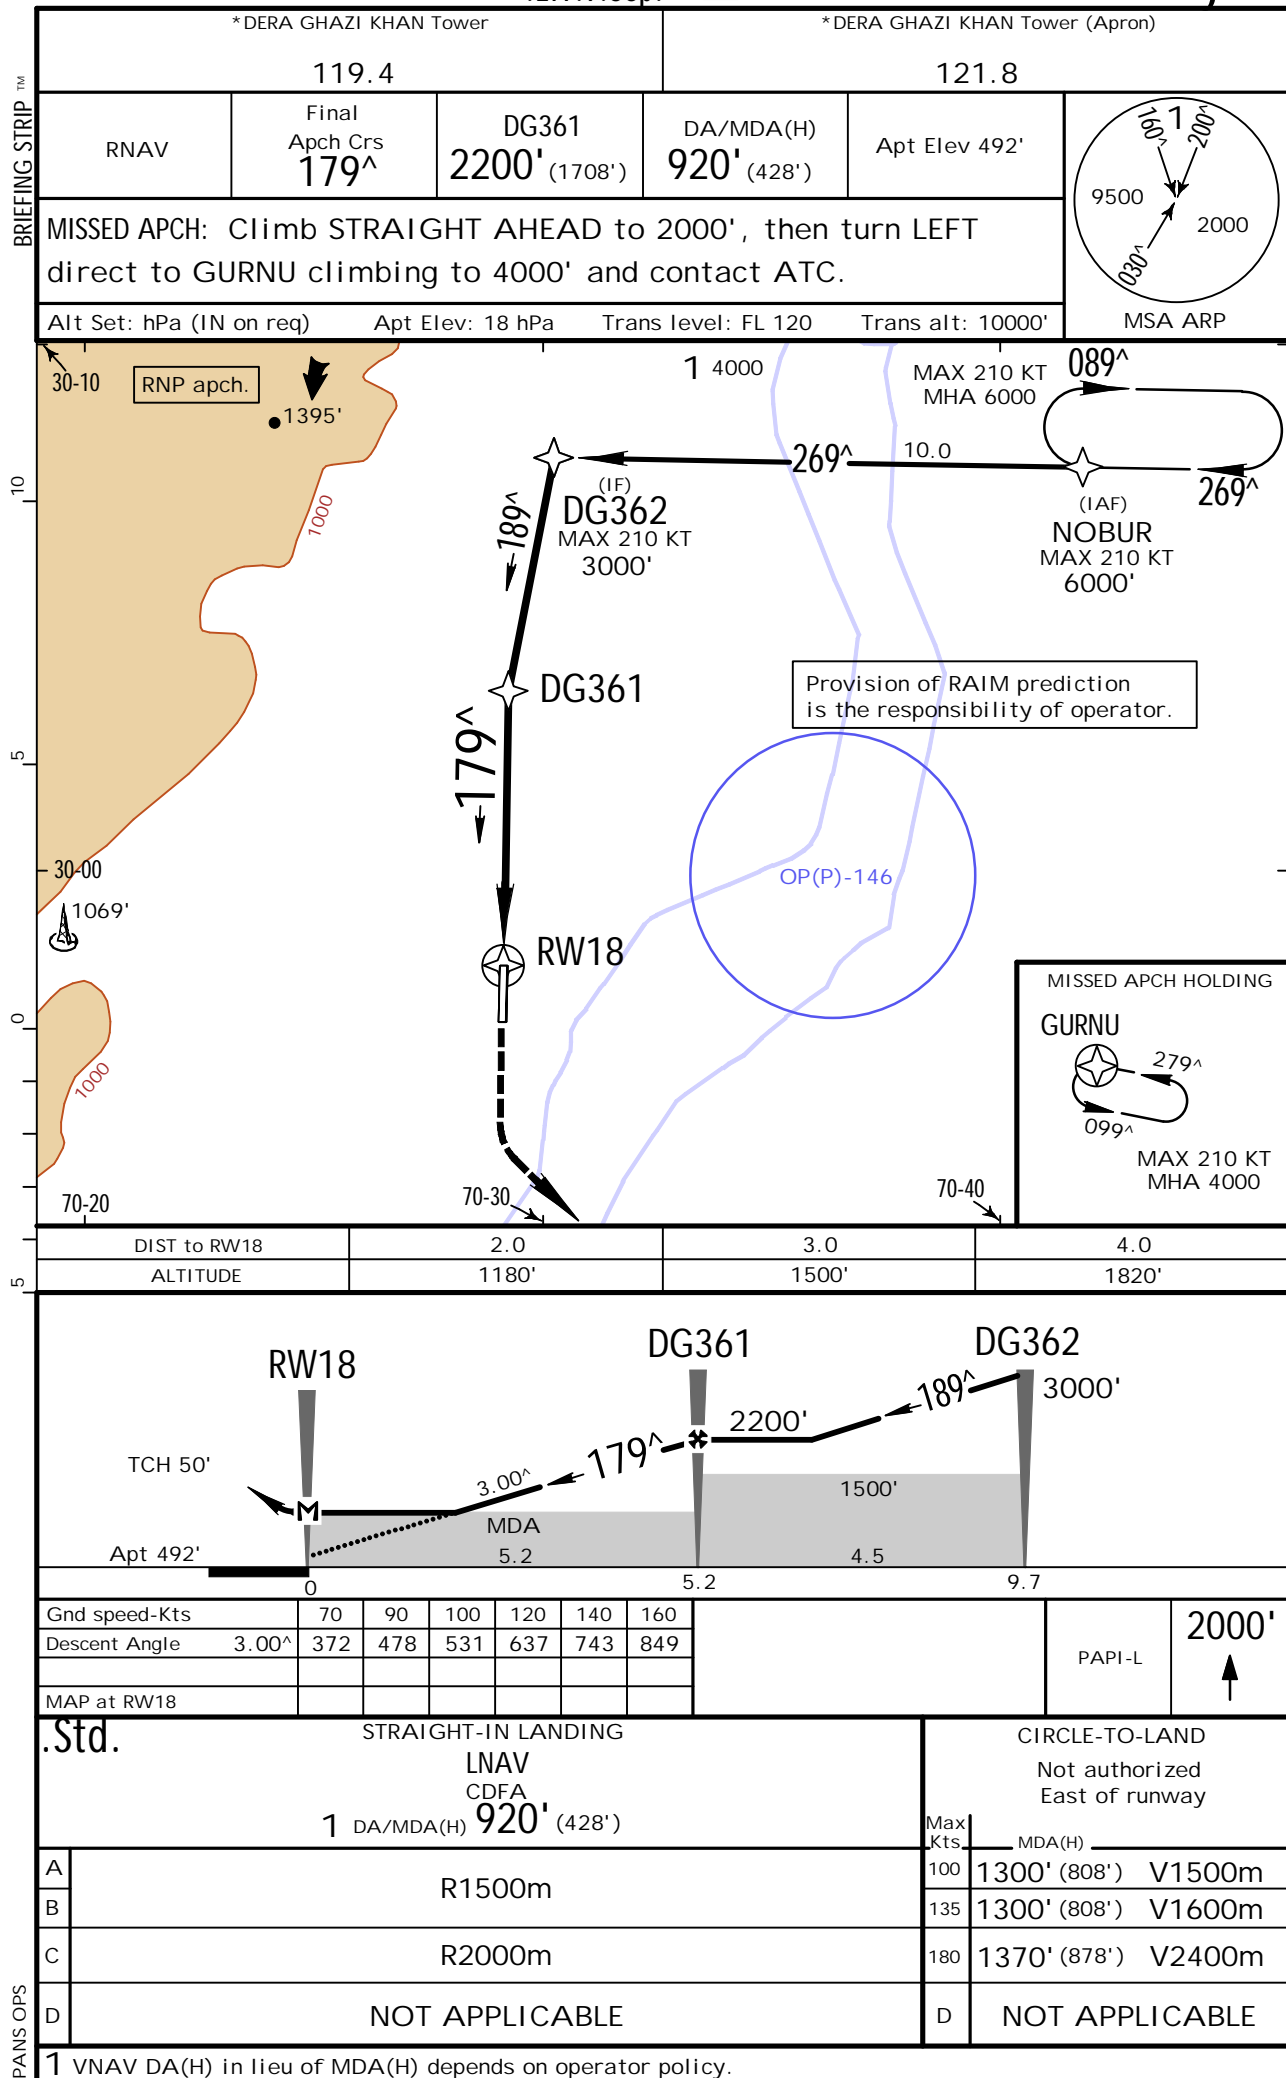 *DERA GHAZI KHAN Tower
119.4
*DERA GHAZI KHAN Tower (Apron)
121.8
BRIEFING STRIP TM
RNAV
Final
Apch Crs
179^
DG361
2200' (1708')
DA/MDA(H)
920' (428')
Apt Elev 492'
MISSED APCH: Climb STRAIGHT AHEAD to 2000', then turn LEFT
direct to GURNU climbing to 4000' and contact ATC.
Alt Set: hPa (IN on req) Apt Elev: 18 hPa Trans level: FL 120 Trans alt: 10000'
160^
1
200^
9500
2000
030^
MSA ARP
30-10
RNP apch.
1395'
1 4000
MAX 210 KT
MHA 6000
089^
269^
10.0
269^
(IF)
DG362
MAX 210 KT
3000'
(IAF)
NOBUR
MAX 210 KT
6000'
10
1000
189^
DG361
Provision of RAIM prediction
is the responsibility of operator.
179^
5
30-00
OP(P)-146
1069'
RW18
0
1000
MISSED APCH HOLDING
GURNU
279^
099^
MAX 210 KT
MHA 4000
70-20
70-30
70-40
5
DIST to RW18 2.0 3.0 4.0
ALTITUDE 1180' 1500' 1820'
RW18
DG361
DG362
3000'
189^
2200'
179^
TCH 50'
3.00^
1500'
M
MDA
Apt 492'
5.2
4.5
0
5.2
9.7
Gnd speed-Kts 70 90 100 120 140 160
Descent Angle 3.00^ 372 478 531 637 743 849
MAP at RW18
PAPI-L
2000'
.Std.
STRAIGHT-IN LANDING
LNAV
CDFA
1 DA/MDA(H) 920' (428')
CIRCLE-TO-LAND
Not authorized
East of runway
Max
Kts
MDA(H)
A
B
R1500m
C
R2000m
D
NOT APPLICABLE
100 1300' (808') V1500m
135 1300' (808') V1600m
180 1370' (878') V2400m
D NOT APPLICABLE
PANS OPS
1 VNAV DA(H) in lieu of MDA(H) depends on operator policy.